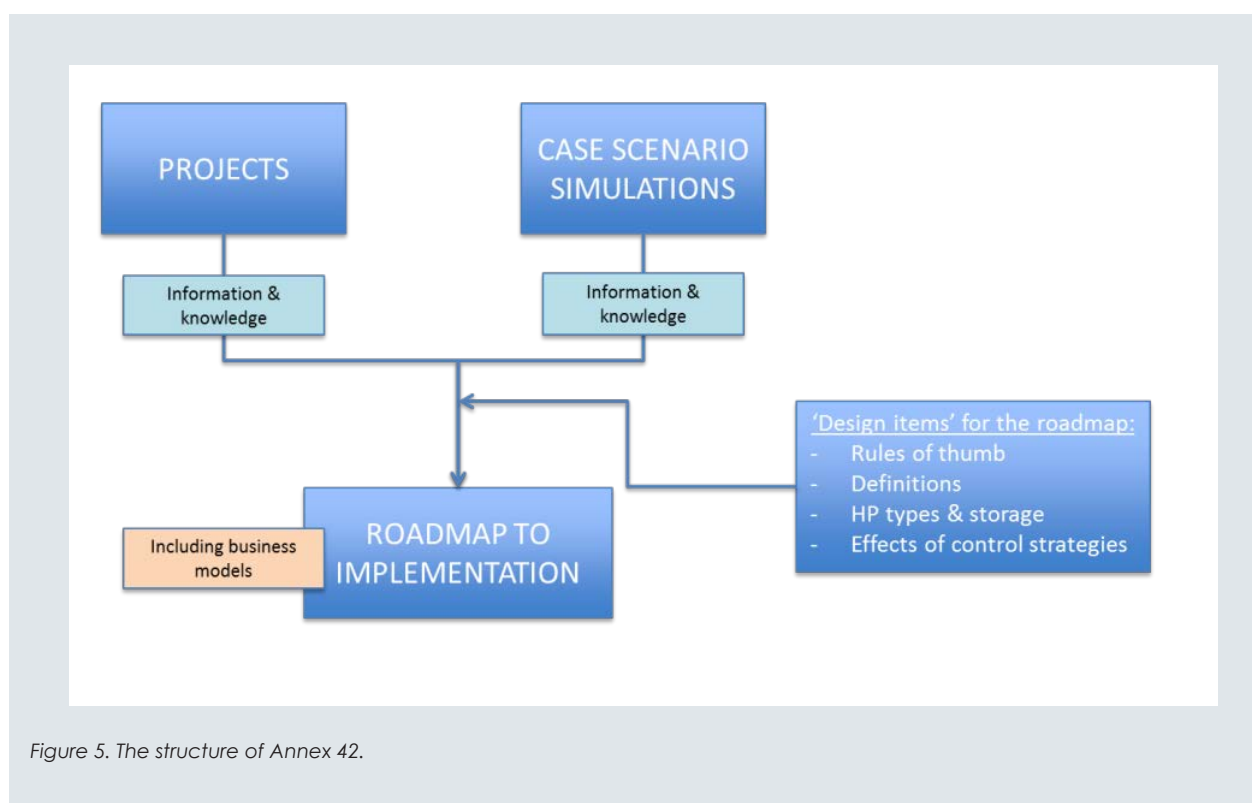 PROJECTS
CASE SCENARIO
SIMULATIONS
Information &
knowledge
Information &
knowledge
'Design items' for the roadmap:
- Rules of thumb
- Definitions
- HP types & storage
- Effects of control strategies
Including business
models
ROADMAP TO
IMPLEMENTATION
Figure 5. The structure of Annex 42.